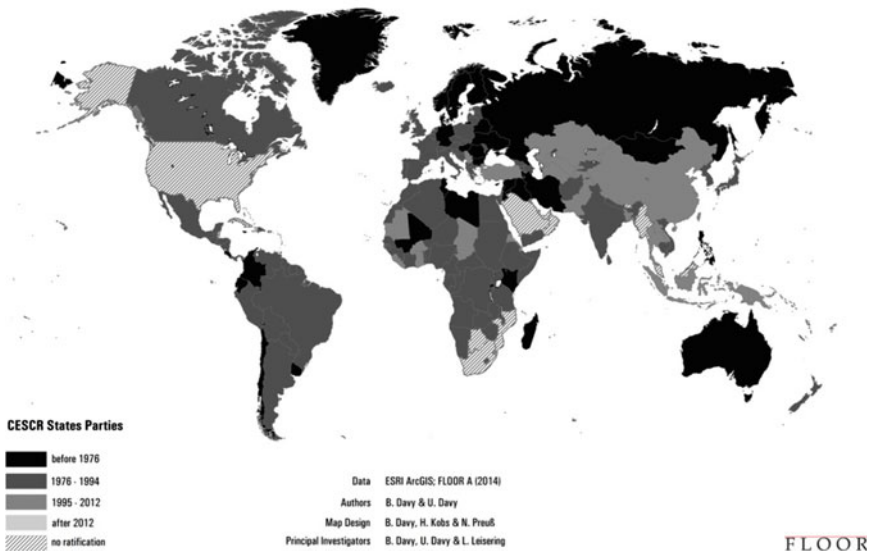 CESCR States Parties
before 1976
1976 - 1994
1995 - 2012
after 2012
no ratification
Data ESRI ArcGIS; FLOOR A (2014)
Authors B. Davy & U. Davy
Map Design B. Davy, H. Kobs & N. Preuß
Principal Investigators B. Davy, U. Davy & L. Leisering
FLOOR